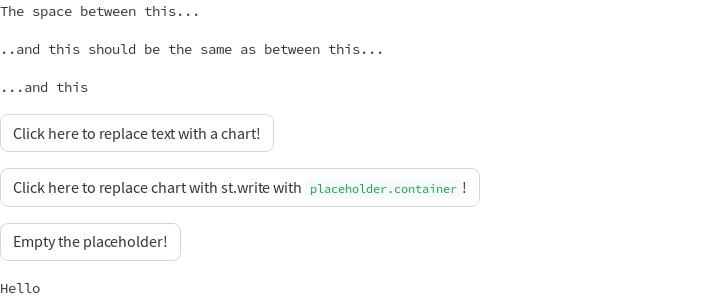 The space between this...
..and this should be the same as between this...
...and this
Click here to replace text with a chart!
Click here to replace chart with st.write with placeholder.container !
Empty the placeholder!
Hello